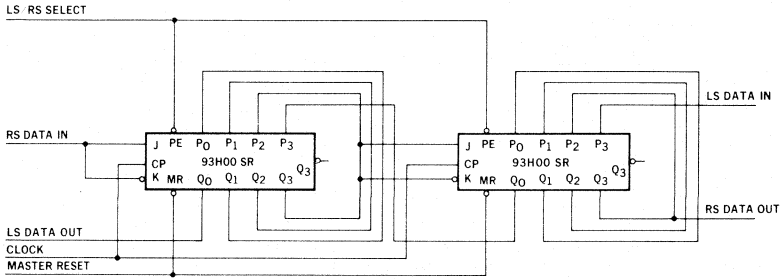 LS/RS SELECT
LS DATA IN
RS DATA IN
J PE P0 P1 P2 P3
CP 93H00 SR Q3
K MR Q0 Q1 Q2 Q3
J PE P0 P1 P2 P3
CP 93H00 SR Q3
K MR Q0 Q1 Q2 Q3
RS DATA OUT
LS DATA OUT
CLOCK
MASTER RESET